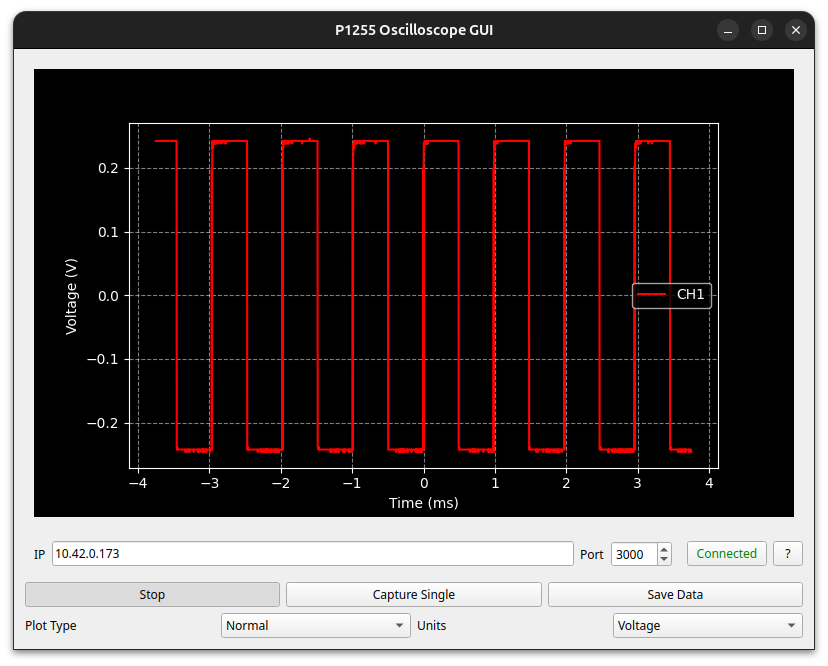 P1255 Oscilloscope GUI
0.2
0.1
0.0
−0.1
−0.2
Voltage (V)
CH1
−4 −3 −2 −1 0 1 2 3 4
Time (ms)
IP 10.42.0.173 Port 3000 Connected ?
Stop Capture Single Save Data
Plot Type Normal Units Voltage